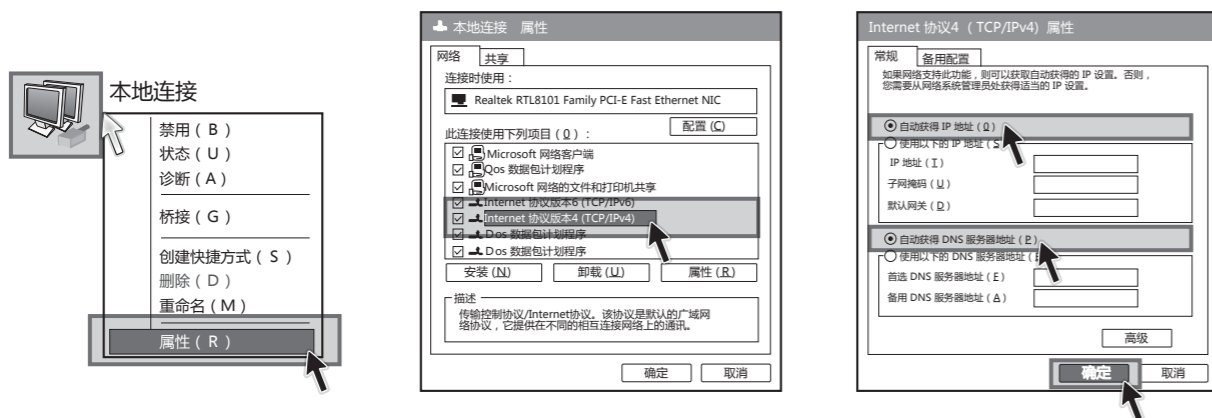 本地连接
禁用(B)
状态(U)
诊断(A)
桥接(G)
创建快捷方式(S)
删除(D)
重命名(M)
属性(R)
本地连接 属性
网络 共享
连接时使用:
Realtek RTL8101 Family PCI-E Fast Ethernet NIC
配置(C)
此连接使用下列项目(0):
Microsoft 网络客户端
Qos 数据包计划程序
Microsoft 网络的文件和打印机共享
Internet 协议版本6 (TCP/IPv6)
Internet 协议版本4 (TCP/IPv4)
Dos 数据包计划程序
Dos 数据包计划程序
安装(N) 卸载(U) 属性(R)
描述
传输控制协议/Internet协议。该协议是默认的广域网
络协议,它提供在不同的相互连接网络上的通讯。
确定 取消
Internet 协议4 (TCP/IPv4) 属性
常规 备用配置
如果网络支持此功能,则可以获取自动获得的 IP 设置。否则,
您需要从网络系统管理员处获得适当的 IP 设置。
自动获得 IP 地址(0)
使用以下的 IP 地址(S
IP 地址(I)
子网掩码(U)
默认网关(D)
自动获得 DNS 服务器地址(P)
使用以下的 DNS 服务器地址(
首选 DNS 服务器地址(E)
备用 DNS 服务器地址(A)
高级
确定 取消